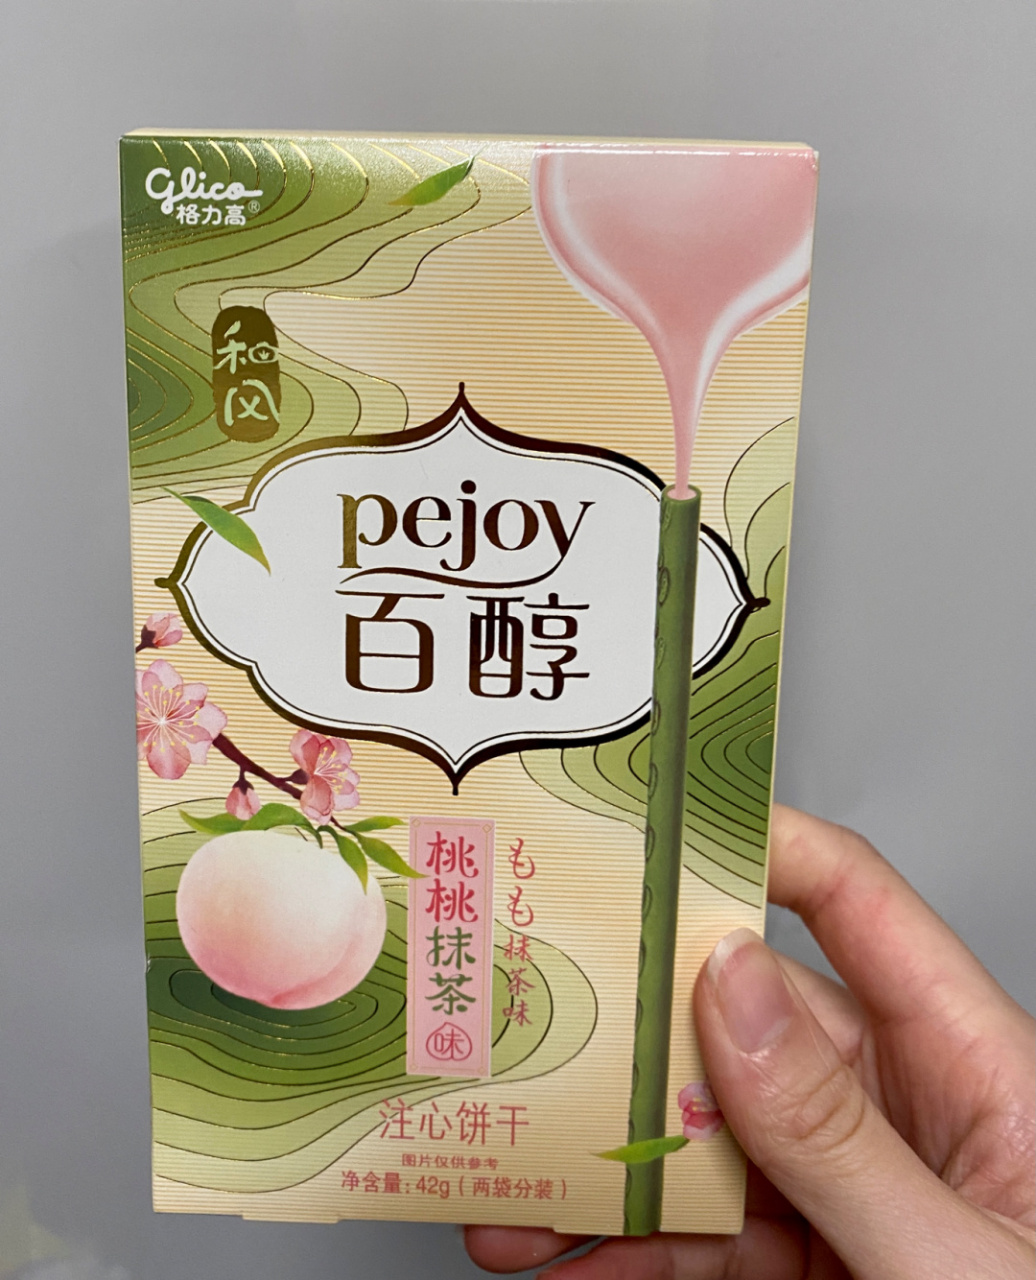 Glico
格力高®
和风
pejoy
百醇
桃桃抹茶味
もも抹茶味
注心饼干
图片仅供参考
净含量:42g(两袋分装)